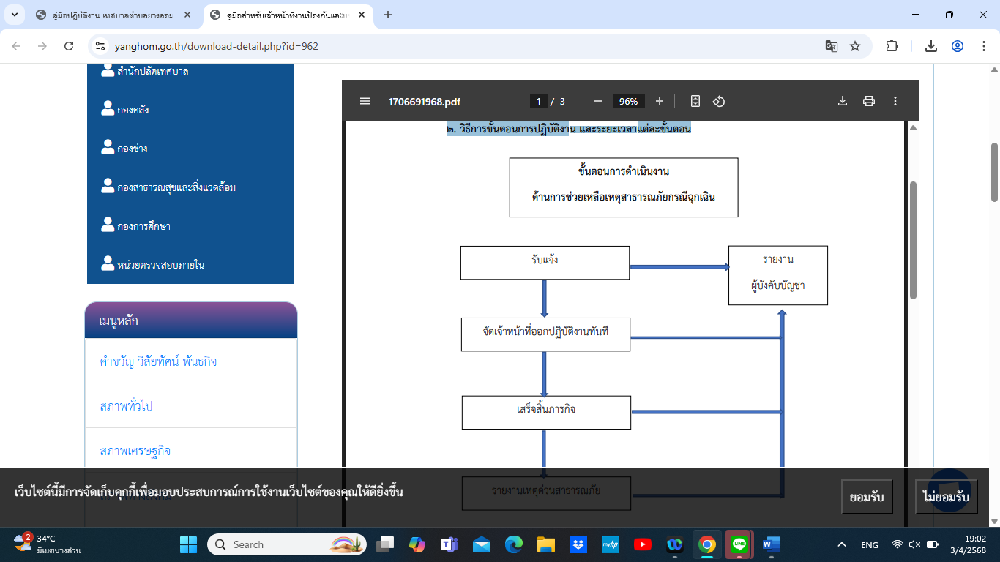 คู่มือปฏิบัติงาน เทศบาลตำบลยางฮอม
คู่มือสำหรับเจ้าหน้าที่งานป้องกันและบ
yanghom.go.th/download-detail.php?id=962
สำนักปลัดเทศบาล
กองคลัง
กองช่าง
กองสาธารณสุขและสิ่งแวดล้อม
กองการศึกษา
หน่วยตรวจสอบภายใน
เมนูหลัก
คำขวัญ วิสัยทัศน์ พันธกิจ
สภาพทั่วไป
สภาพเศรษฐกิจ
1706691968.pdf
1 / 3
96%
๒. วิธีการขั้นตอนการปฏิบัติงาน และระยะเวลาแต่ละขั้นตอน
ขั้นตอนการดำเนินงาน
ด้านการช่วยเหลือเหตุสาธารณภัยกรณีฉุกเฉิน
รับแจ้ง
รายงาน
ผู้บังคับบัญชา
จัดเจ้าหน้าที่ออกปฏิบัติงานทันที
เสร็จสิ้นภารกิจ
รายงานเหตุด่วนสาธารณภัย
เว็บไซต์นี้มีการจัดเก็บคุกกี้เพื่อมอบประสบการณ์การใช้งานเว็บไซต์ของคุณให้ดียิ่งขึ้น
ยอมรับ
ไม่ยอมรับ
2
34°C
มีเมฆบางส่วน
Search
myhp
LINE
ENG
19:02
3/4/2568